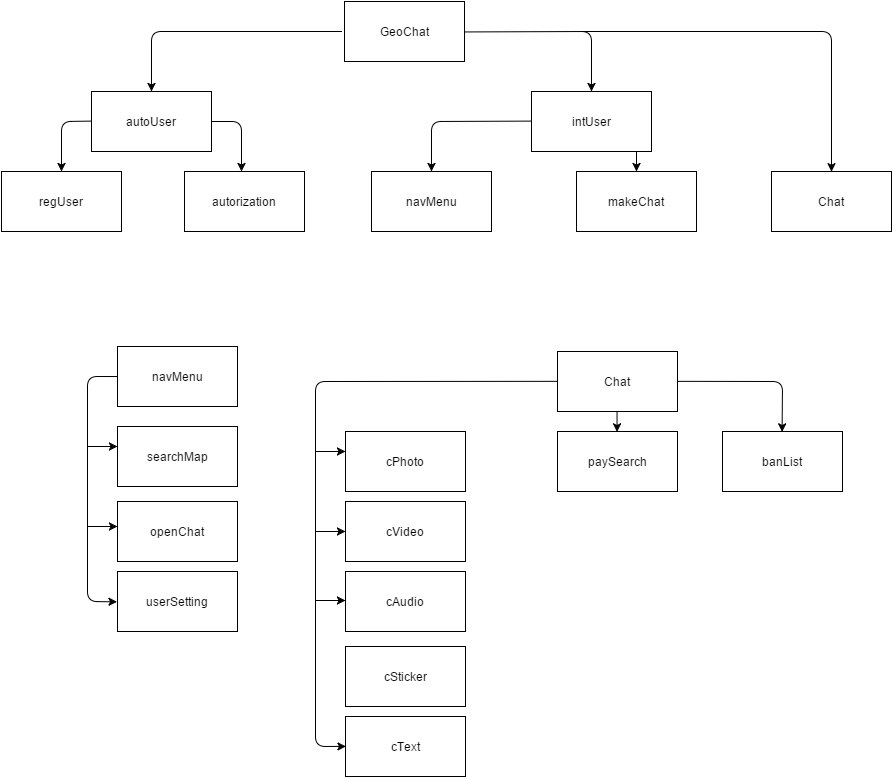 GeoChat
autoUser
intUser
regUser
autorization
navMenu
makeChat
Chat
navMenu
searchMap
openChat
userSetting
Chat
cPhoto
paySearch
banList
cVideo
cAudio
cSticker
cText